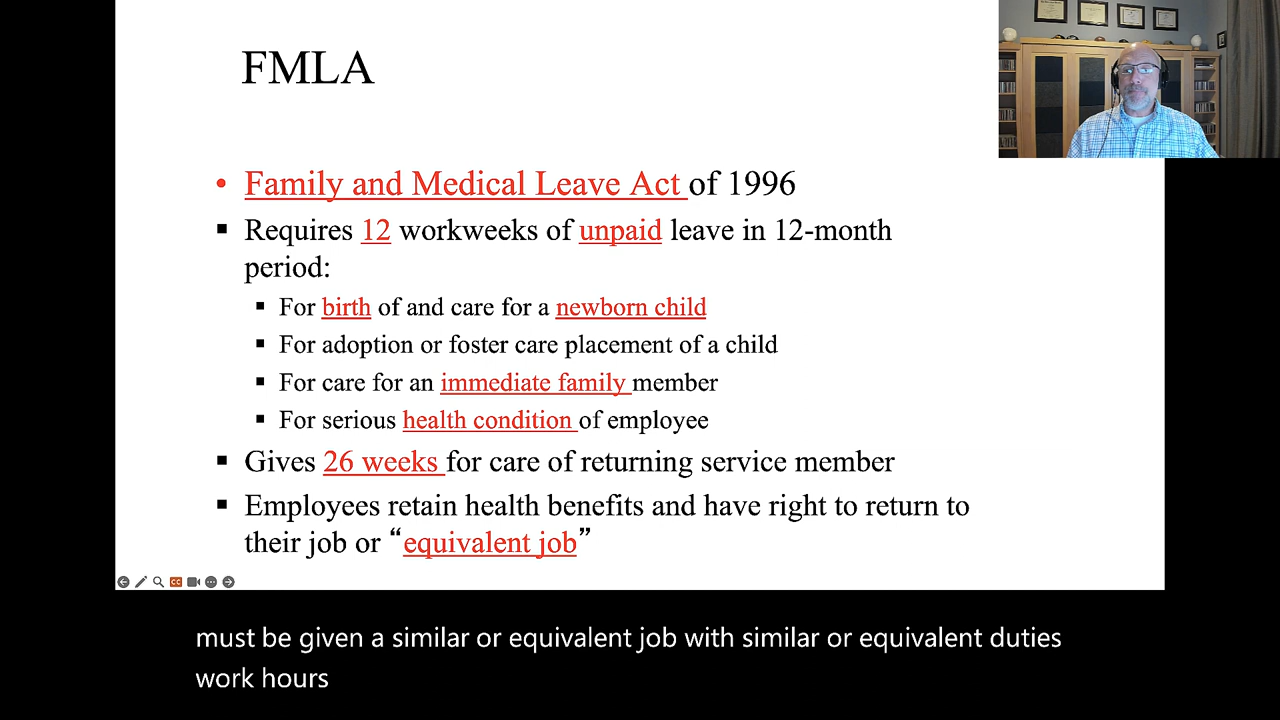 FMLA
• Family and Medical Leave Act of 1996
▪ Requires 12 workweeks of unpaid leave in 12-month
period:
▪ For birth of and care for a newborn child
▪ For adoption or foster care placement of a child
▪ For care for an immediate family member
▪ For serious health condition of employee
▪ Gives 26 weeks for care of returning service member
▪ Employees retain health benefits and have right to return to
their job or “equivalent job”
CC
must be given a similar or equivalent job with similar or equivalent duties
work hours